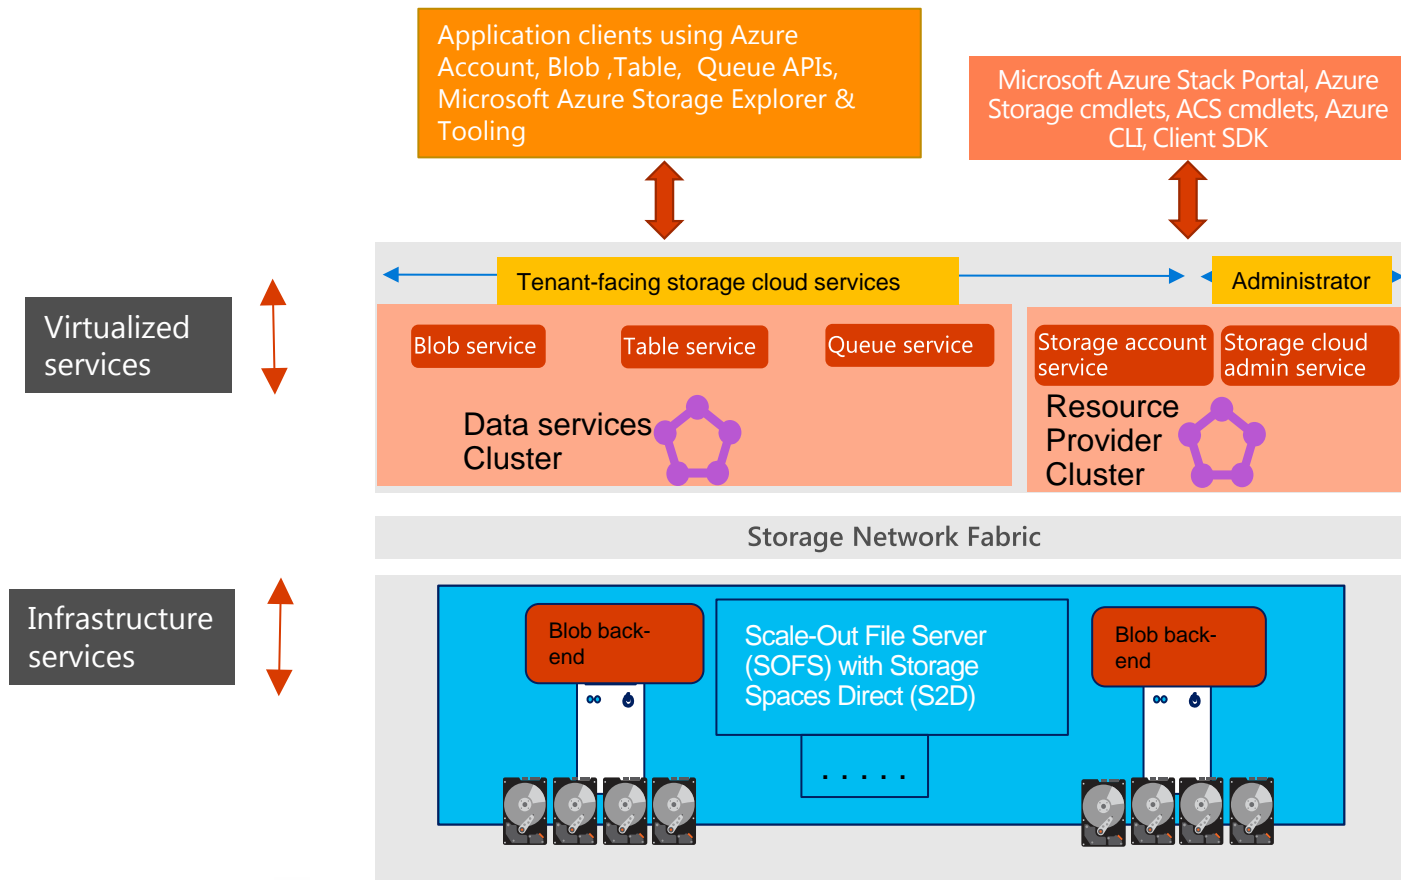 Application clients using Azure
Account, Blob ,Table, Queue APIs,
Microsoft Azure Storage Explorer &
Tooling
Microsoft Azure Stack Portal, Azure
Storage cmdlets, ACS cmdlets, Azure
CLI, Client SDK
Tenant-facing storage cloud services
Administrator
Virtualized
services
Blob service
Table service
Queue service
Storage account
service
Storage cloud
admin service
Data services
Cluster
Resource
Provider
Cluster
Storage Network Fabric
Infrastructure
services
Blob back-
end
Scale-Out File Server
(SOFS) with Storage
Spaces Direct (S2D)
. . . . .
Blob back-
end